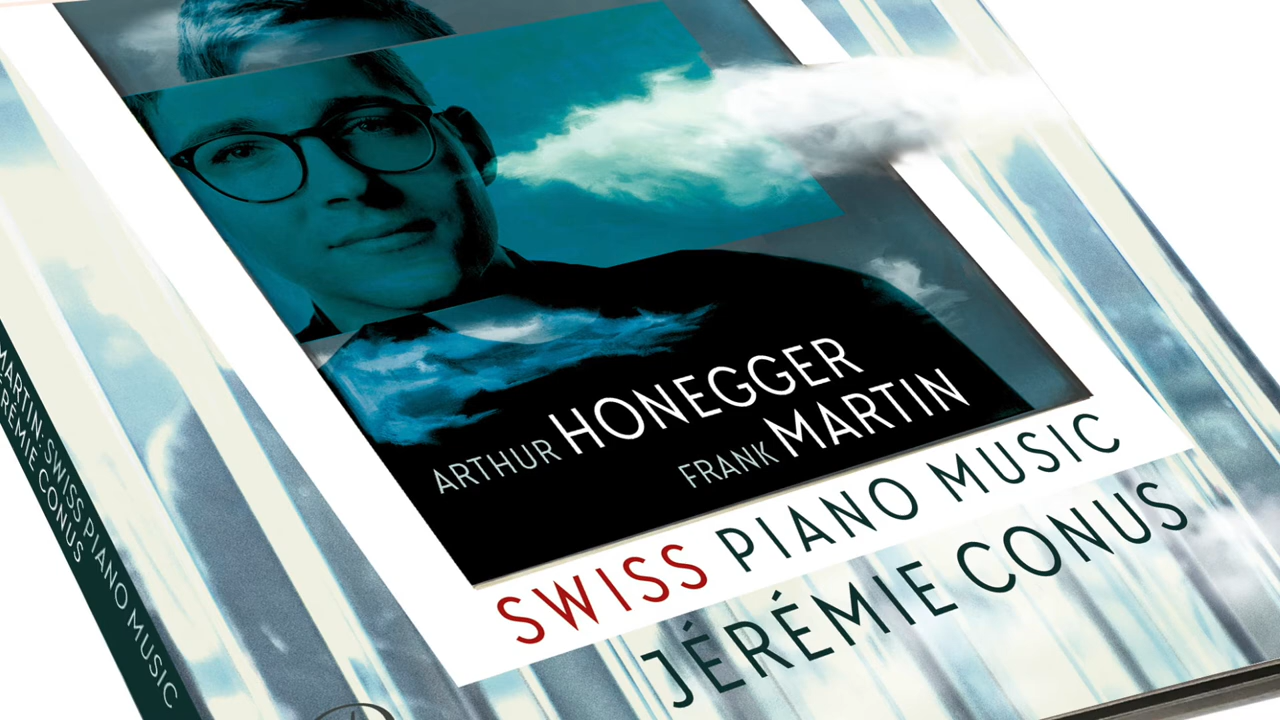 ARTHUR HONEGGER
FRANK MARTIN
SWISS PIANO MUSIC
JÉRÉMIE CONUS
MARTIN: SWISS PIANO MUSIC
JÉRÉMIE CONUS